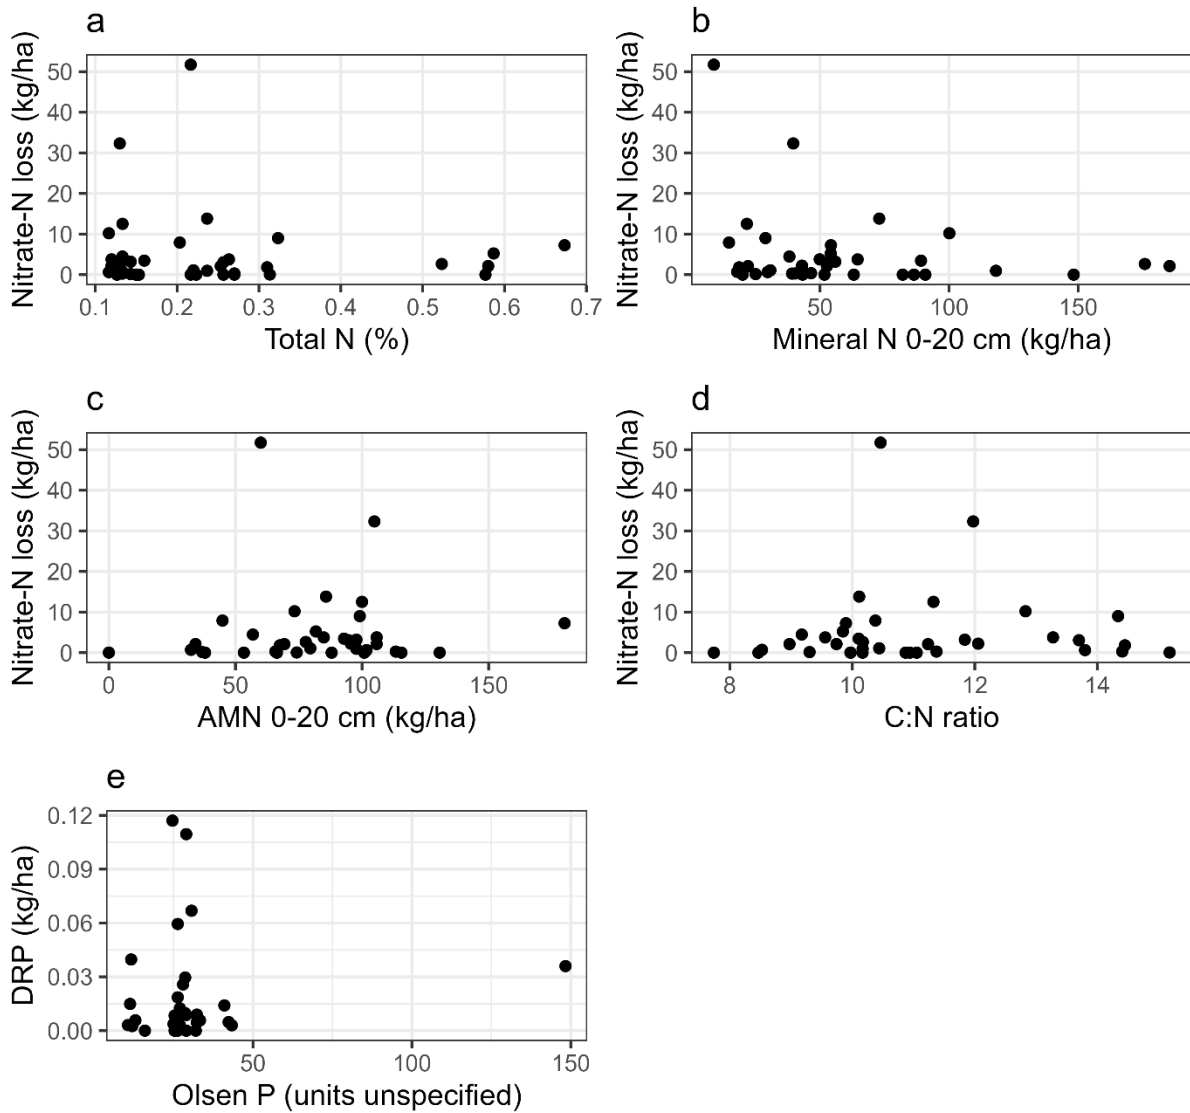 a
Nitrate-N loss (kg/ha)
50
40
30
20
10
0
0.1 0.2 0.3 0.4 0.5 0.6 0.7
Total N (%)
b
Nitrate-N loss (kg/ha)
50
40
30
20
10
0
50 100 150
Mineral N 0-20 cm (kg/ha)
c
Nitrate-N loss (kg/ha)
50
40
30
20
10
0
0 50 100 150
AMN 0-20 cm (kg/ha)
d
Nitrate-N loss (kg/ha)
50
40
30
20
10
0
8 10 12 14
C:N ratio
e
DRP (kg/ha)
0.12
0.09
0.06
0.03
0.00
50 100 150
Olsen P (units unspecified)